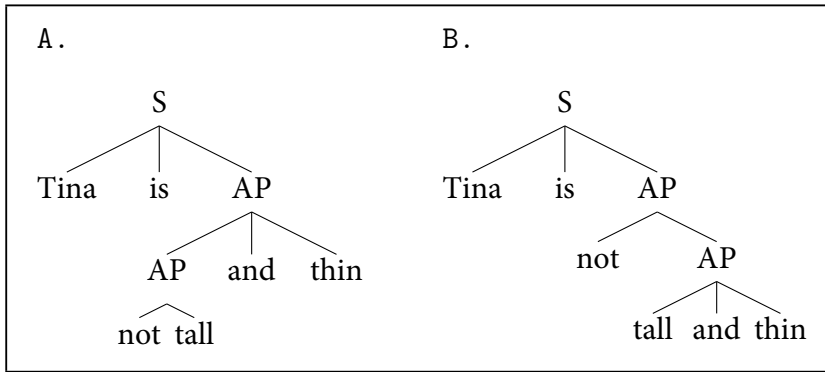 A. B.
S S
Tina is AP Tina is AP
AP and thin not AP
not tall tall and thin